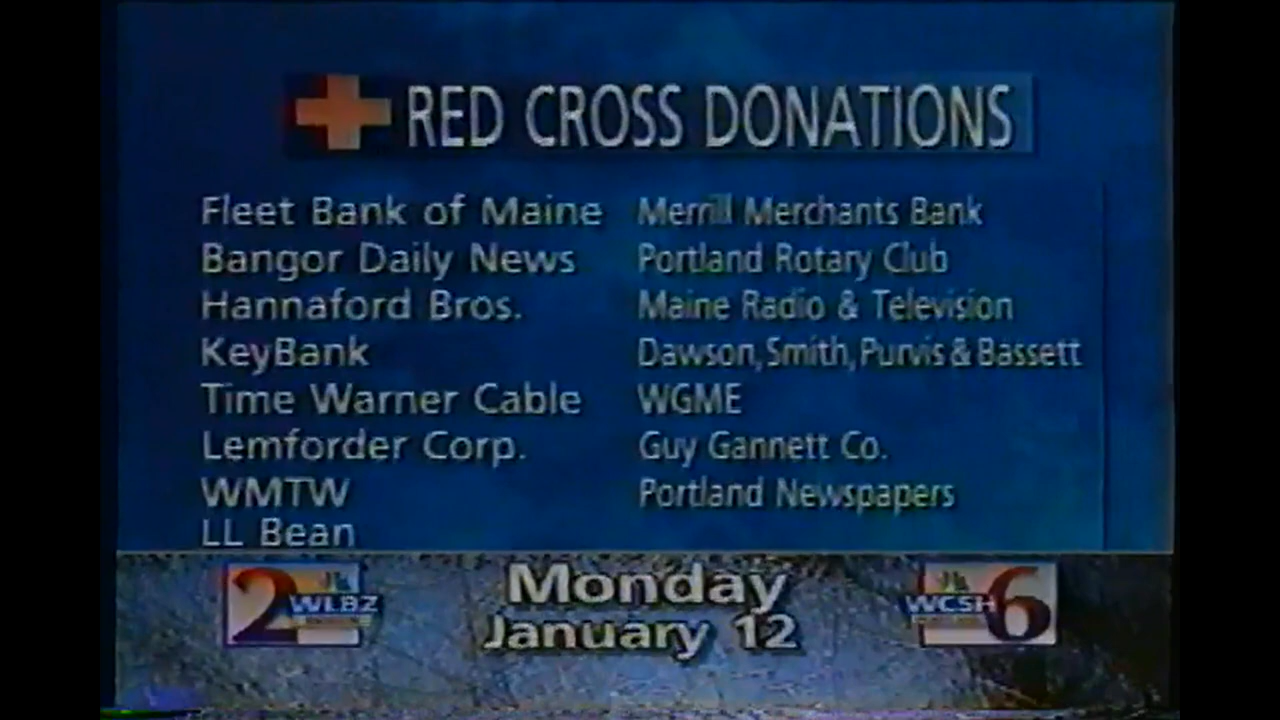 RED CROSS DONATIONS
Fleet Bank of Maine
Bangor Daily News
Hannaford Bros.
KeyBank
Time Warner Cable
Lemforder Corp.
WMTW
LL Bean
Merrill Merchants Bank
Portland Rotary Club
Maine Radio & Television
Dawson, Smith, Purvis & Bassett
WGME
Guy Gannett Co.
Portland Newspapers
2 WLBZ
Monday
January 12
WCSH 6